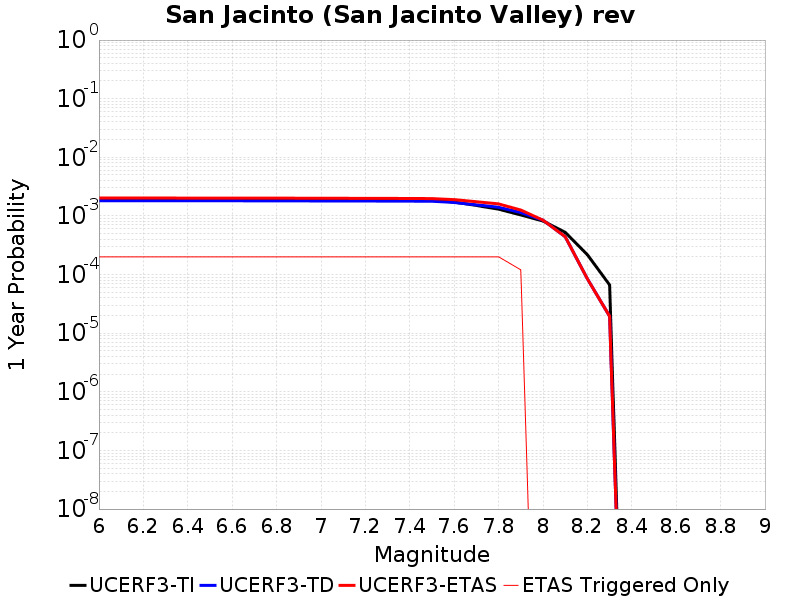 San Jacinto (San Jacinto Valley) rev
1 Year Probability
10^0
10^-1
10^-2
10^-3
10^-4
10^-5
10^-6
10^-7
10^-8
6 6.2 6.4 6.6 6.8 7 7.2 7.4 7.6 7.8 8 8.2 8.4 8.6 8.8 9
Magnitude
UCERF3-TI UCERF3-TD UCERF3-ETAS ETAS Triggered Only